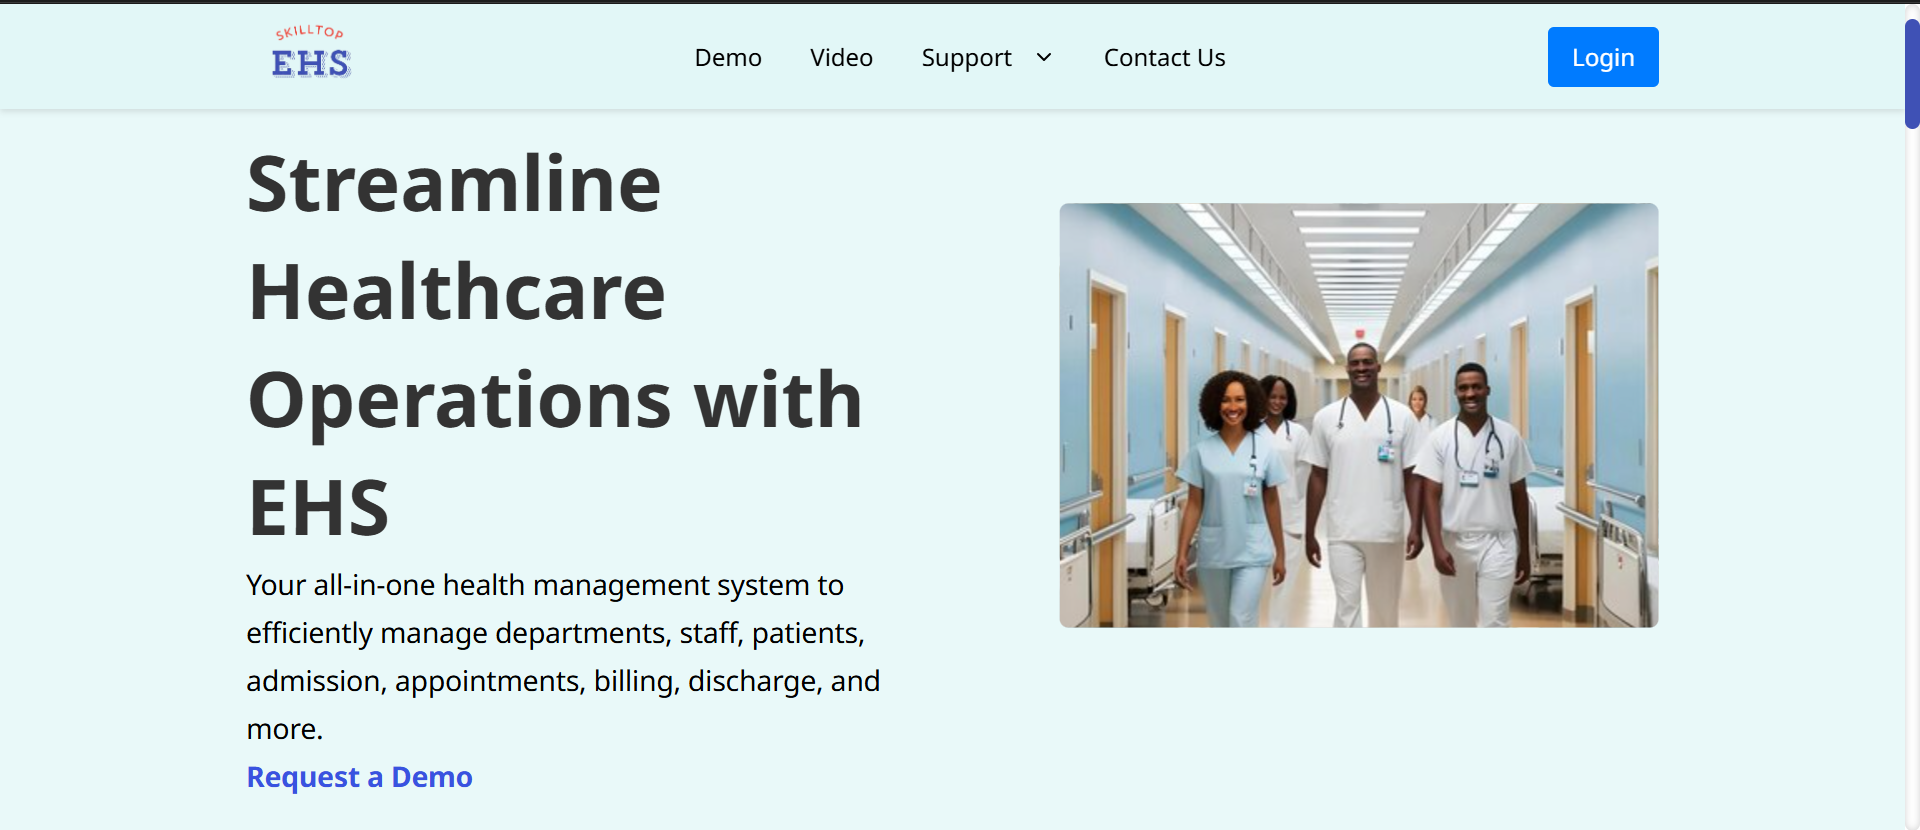 SKILLTOP
EHS
Demo Video Support Contact Us Login
Streamline
Healthcare
Operations with
EHS
Your all-in-one health management system to
efficiently manage departments, staff, patients,
admission, appointments, billing, discharge, and
more.
Request a Demo